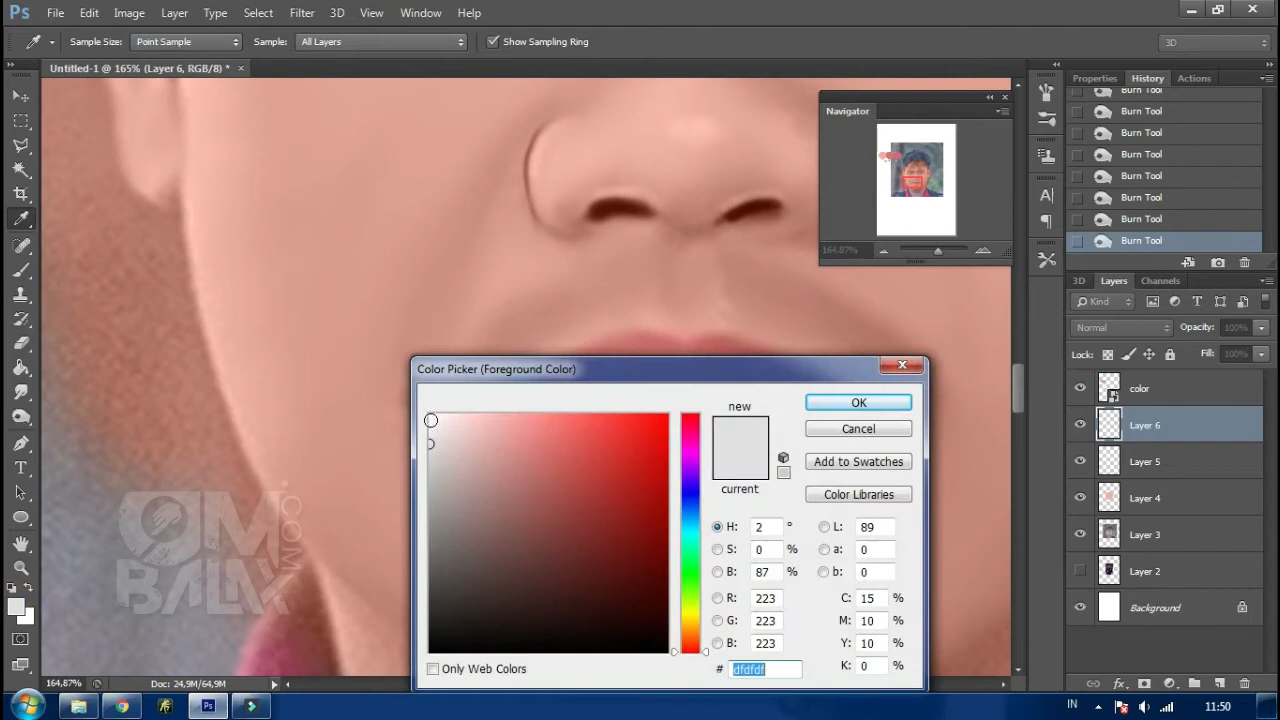 Ps File Edit Image Layer Type Select Filter 3D View Window Help
Sample Size: Point Sample Sample: All Layers Show Sampling Ring 3D
Untitled-1 @ 165% (Layer 6, RGB/8) * ×
Properties History Actions
Burn Tool
Burn Tool
Burn Tool
Burn Tool
Burn Tool
Burn Tool
Burn Tool
Burn Tool
Navigator
164.87%
3D Layers Channels
Kind
Normal Opacity: 100%
Lock: Fill: 100%
color
Layer 6
Layer 5
Layer 4
Layer 3
Layer 2
Background
Color Picker (Foreground Color)
new
current
OK
Cancel
Add to Swatches
Color Libraries
H: 2 ° L: 89
S: 0 % a: 0
B: 87 % b: 0
R: 223 C: 15 %
G: 223 M: 10 %
B: 223 Y: 10 %
# dfdfdf K: 0 %
Only Web Colors
OM
BALAX
.COM
164,87% Doc: 24,9M/64,9M
IN 11:50